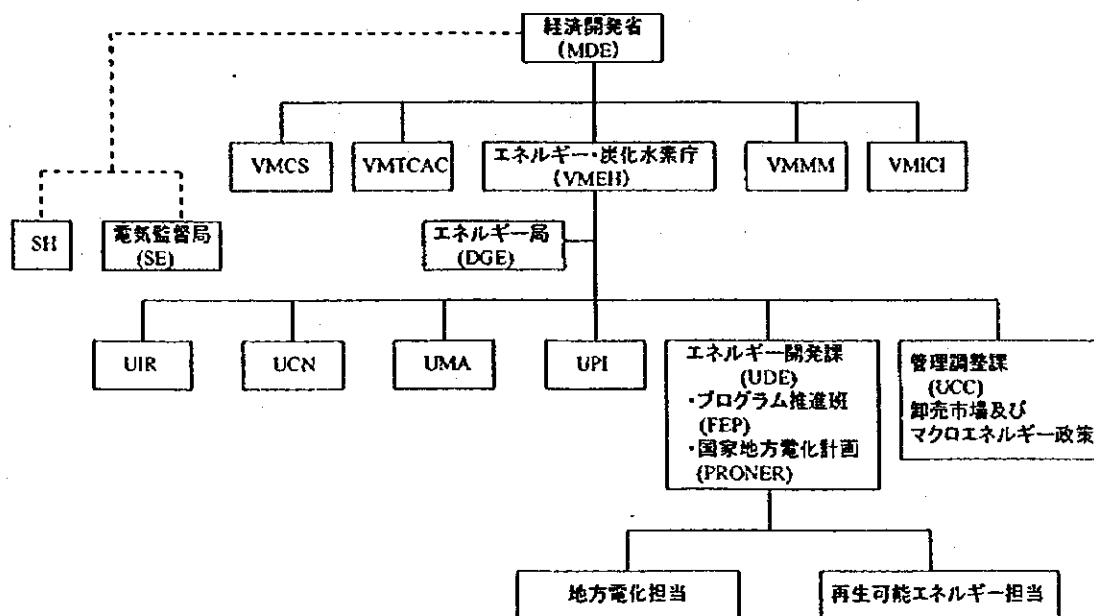 経済開発省
(MDE)
VMCS
VMTCAC
エネルギー・炭化水素庁
(VMEH)
VMMM
VMICI
SH
電気監督局
(SE)
エネルギー局
(DGE)
UIR
UCN
UMA
UPI
エネルギー開発課
(UDE)
・プログラム推進班
(FEP)
・国家地方電化計画
(PRONER)
管理調整課
(UCC)
卸売市場及び
マクロエネルギー政策
地方電化担当
再生可能エネルギー担当